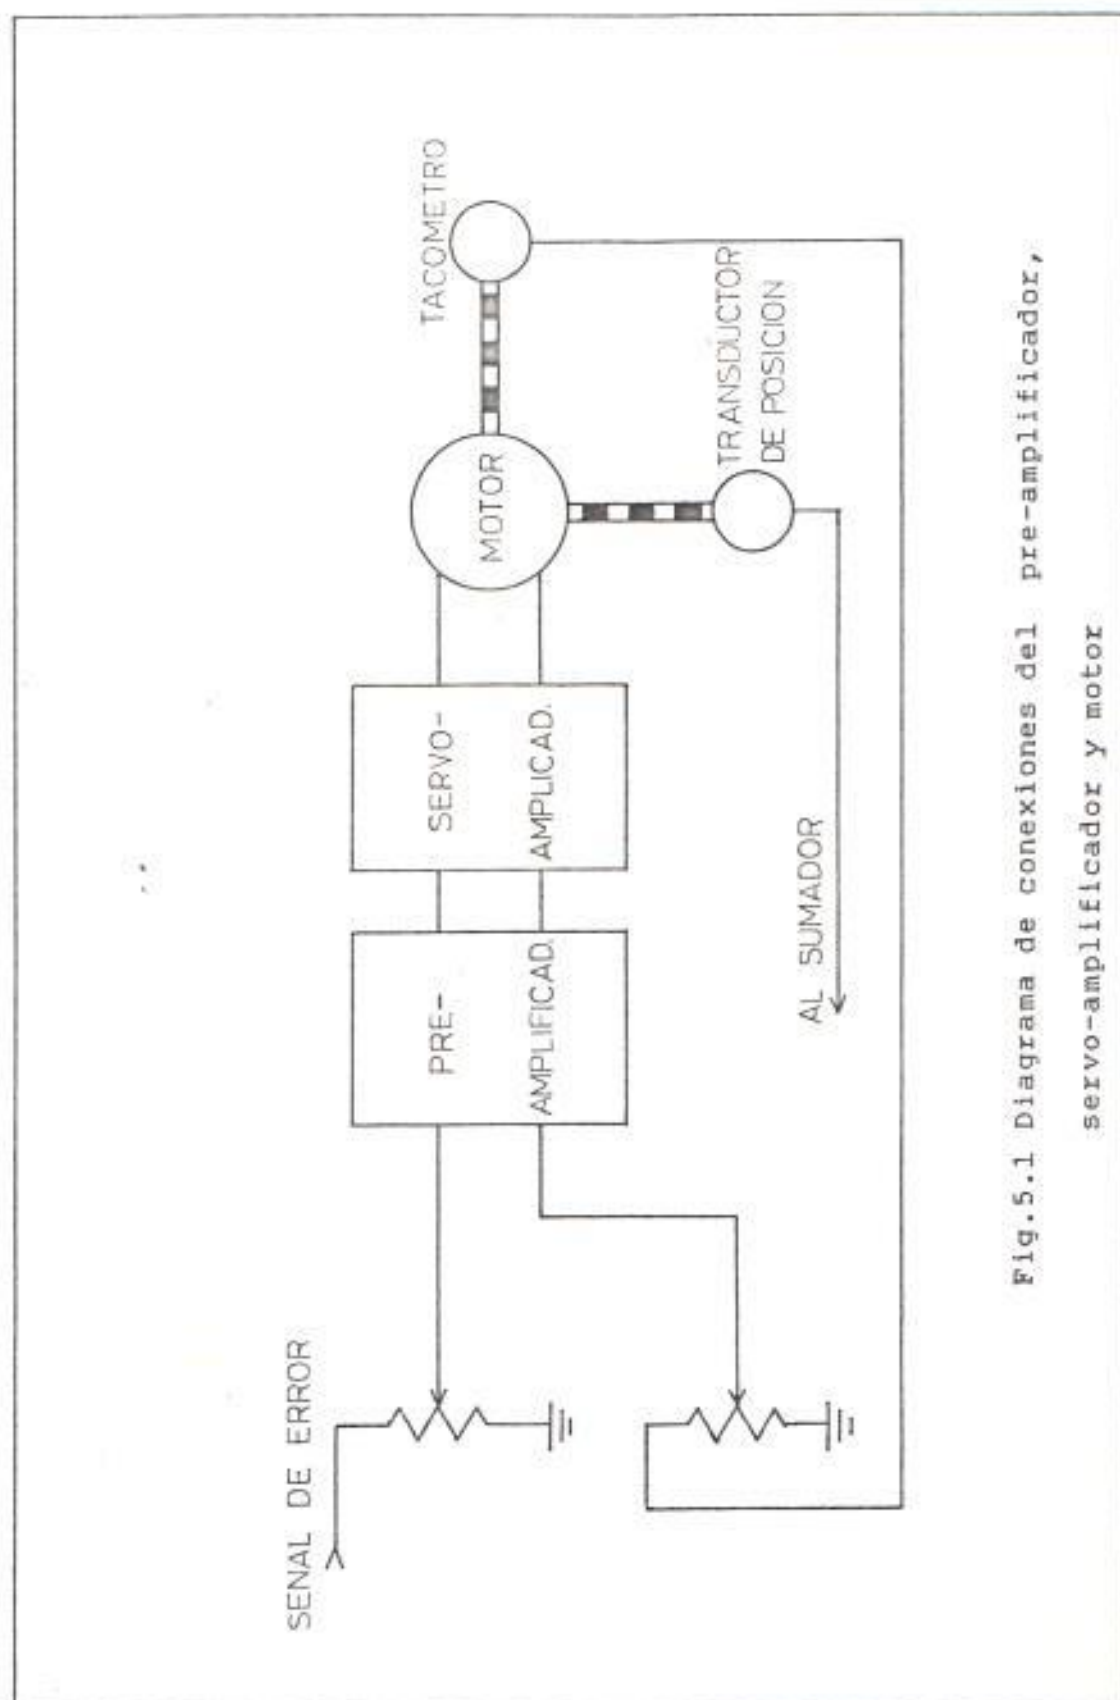 SENAL DE ERROR
PRE-
AMPLIFICAD.
SERVO-
AMPLICAD.
MOTOR
TACOMETRO
TRANSDUCTOR
DE POSICION
AL SUMADOR
Fig.5.1 Diagrama de conexiones del pre-amplificador,
servo-amplificador y motor